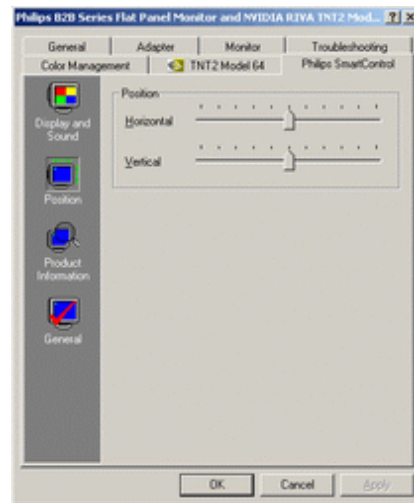 Philips B2B Series Flat Panel Monitor and NVIDIA RIVA TNT2 Mod...
General Adapter Monitor Troubleshooting
Color Management TNT2 Model 64 Philips SmartControl
Position
Horizontal
Vertical
Display and
Sound
Position
Product
Information
General
OK Cancel Apply